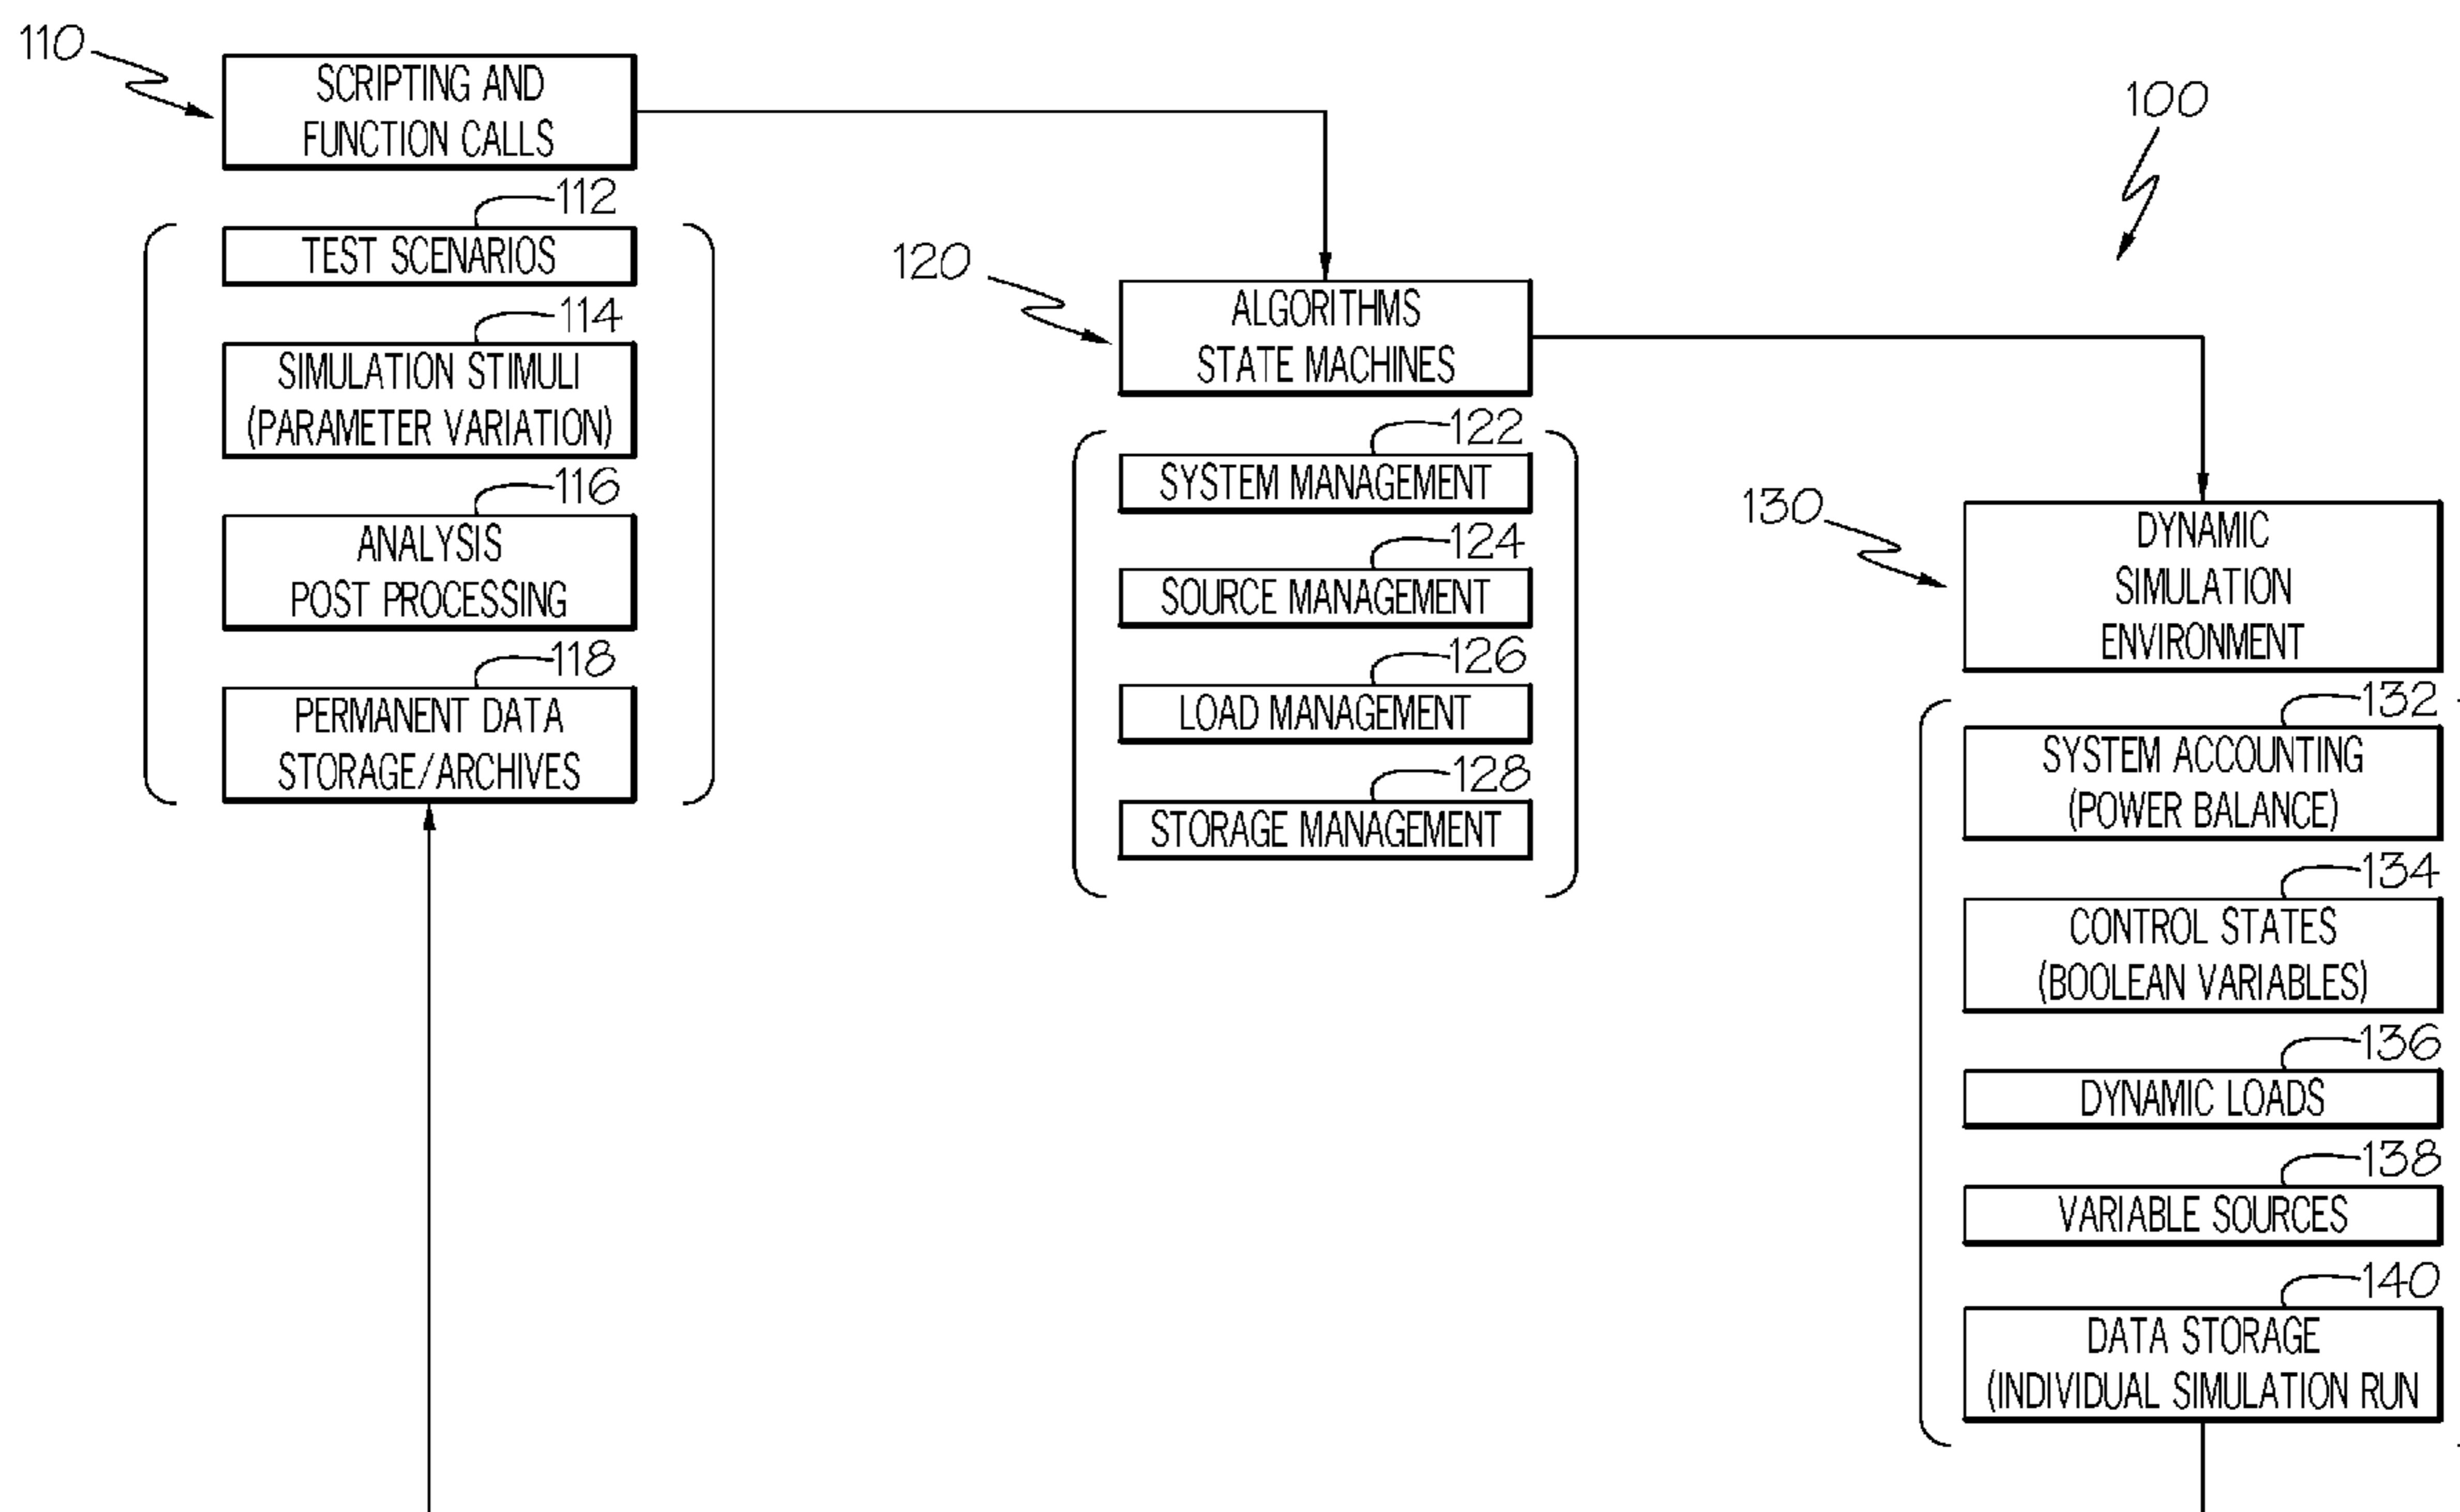 110
SCRIPTING AND
FUNCTION CALLS
112
TEST SCENARIOS
114
SIMULATION STIMULI
(PARAMETER VARIATION)
116
ANALYSIS
POST PROCESSING
118
PERMANENT DATA
STORAGE/ARCHIVES
120
ALGORITHMS
STATE MACHINES
122
SYSTEM MANAGEMENT
124
SOURCE MANAGEMENT
126
LOAD MANAGEMENT
128
STORAGE MANAGEMENT
100
130
DYNAMIC
SIMULATION
ENVIRONMENT
132
SYSTEM ACCOUNTING
(POWER BALANCE)
134
CONTROL STATES
(BOOLEAN VARIABLES)
136
DYNAMIC LOADS
138
VARIABLE SOURCES
140
DATA STORAGE
(INDIVIDUAL SIMULATION RUN